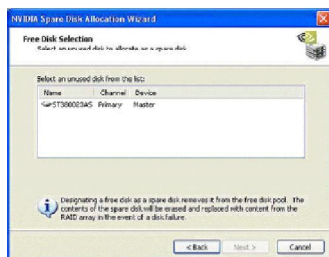 NVIDIA Spare Disk Allocation Wizard
Free Disk Selection
Select an unused disk to allocate as a spare disk
Select an unused disk from the list:
Name Channel Device
ST380023AS Primary Master
Designating a free disk as a spare disk removes it from the free disk pool. The
contents of the spare disk will be erased and replaced with content from the
RAID array in the event of a disk failure.
< Back Next > Cancel